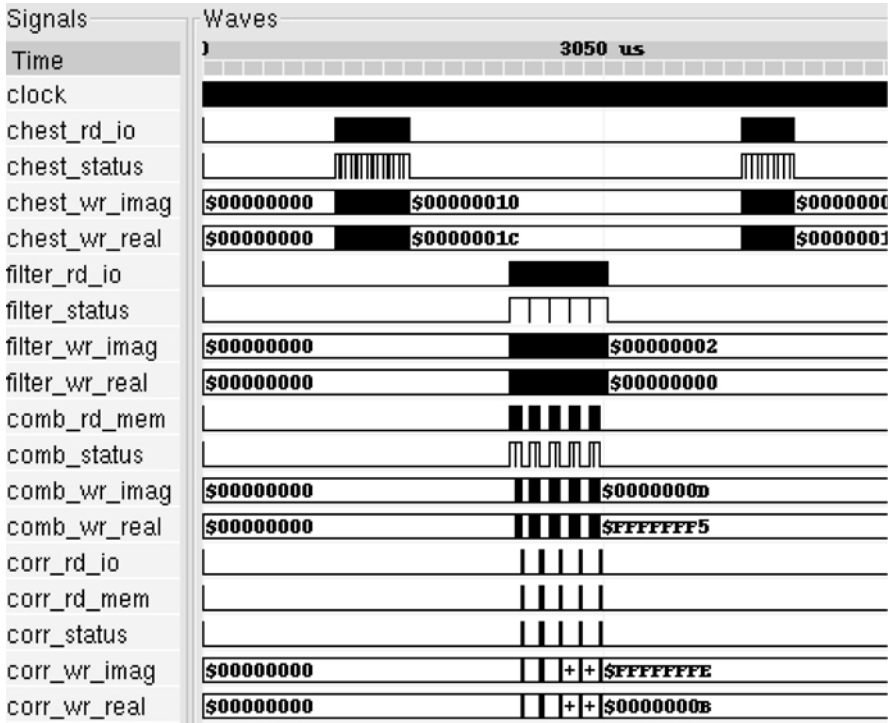 Signals Waves
Time ) 3050 us
clock
chest_rd_io
chest_status
chest_wr_imag $00000000 $00000010 $0000000
chest_wr_real $00000000 $0000001C $0000001
filter_rd_io
filter_status
filter_wr_imag $00000000 $00000002
filter_wr_real $00000000 $00000000
comb_rd_mem
comb_status
comb_wr_imag $00000000 $0000000D
comb_wr_real $00000000 $FFFFFFF5
corr_rd_io
corr_rd_mem
corr_status
corr_wr_imag $00000000 + + $FFFFFFFE
corr_wr_real $00000000 + + $0000000B